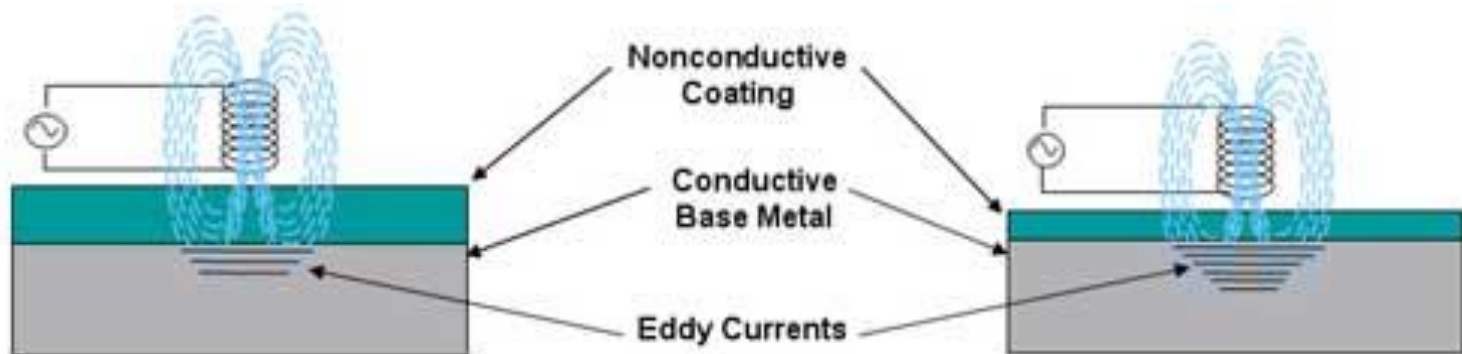 Nonconductive
Coating
Conductive
Base Metal
Eddy Currents